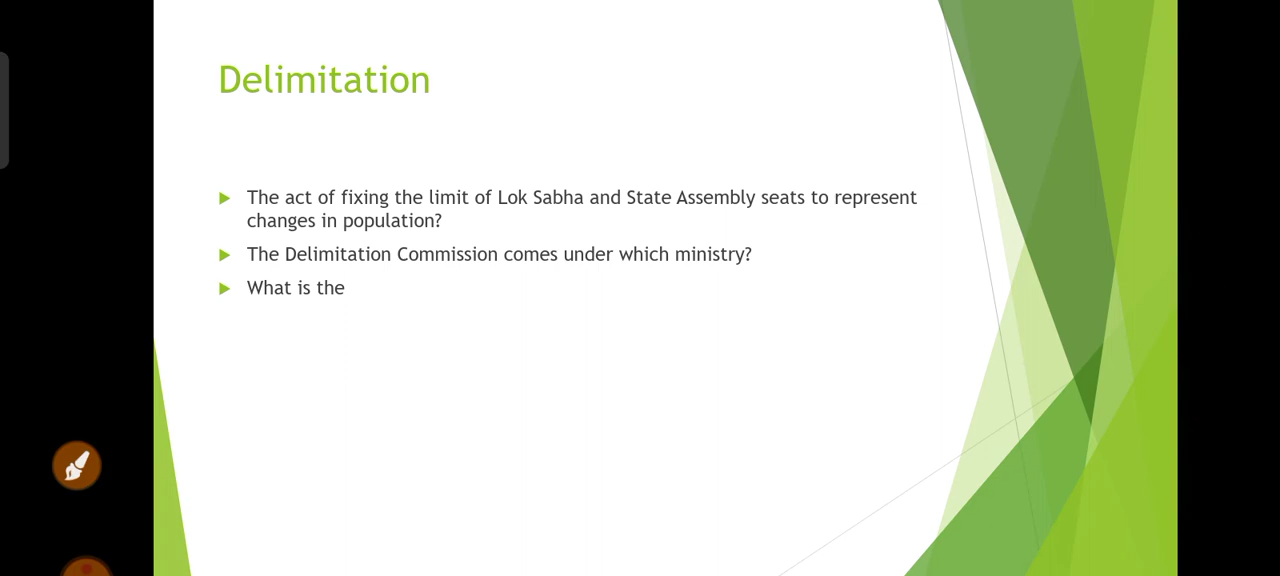 Delimitation
The act of fixing the limit of Lok Sabha and State Assembly seats to represent
changes in population?
The Delimitation Commission comes under which ministry?
What is the